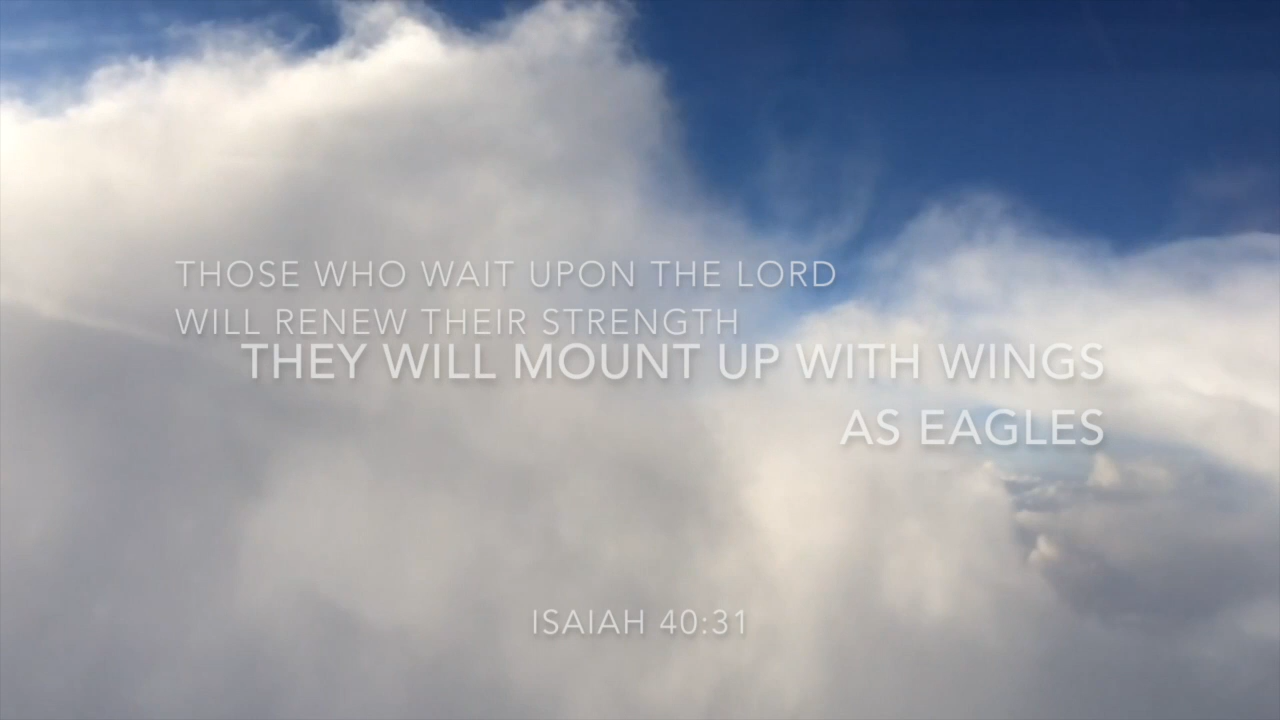 THOSE WHO WAIT UPON THE LORD
WILL RENEW THEIR STRENGTH
THEY WILL MOUNT UP WITH WINGS
AS EAGLES
ISAIAH 40:31